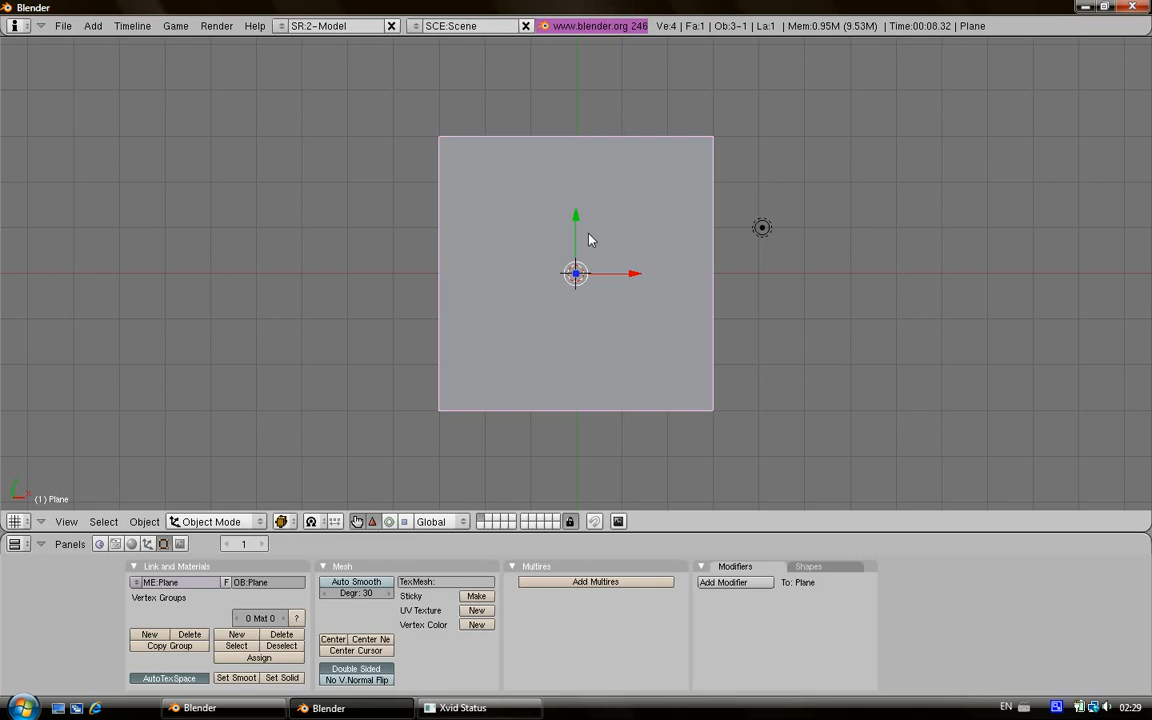 Blender
File Add Timeline Game Render Help SR:2-Model SCE:Scene www.blender.org 246 Ve:4 | Fa:1 | Ob:3-1 | La:1 | Mem:0.95M (9.53M) | Time:00:08.32 | Plane
(1) Plane
View Select Object Object Mode Global
Panels 1
Link and Materials Mesh Multires Modifiers Shapes
ME:Plane F OB:Plane Auto Smooth TexMesh: Add Multires Add Modifier To: Plane
Degr: 30 Sticky Make
Vertex Groups
UV Texture New
0 Mat 0 ? Vertex Color New
New Delete New Delete Center Center Ne
Copy Group Select Deselect Center Cursor
Assign
Double Sided
AutoTexSpace Set Smoot Set Solid No V.Normal Flip
Blender Blender Xvid Status EN 02:29